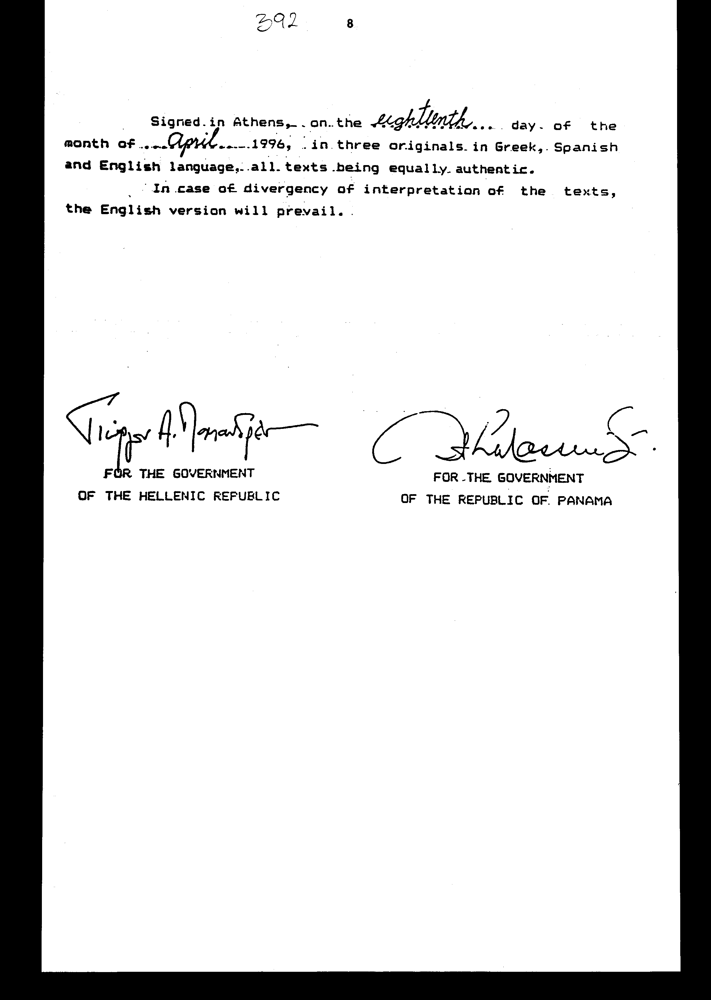 392 8
Signed in Athens, on the eighteenth... day of the
month of ....April.... 1996, in three originals in Greek, Spanish
and English language, all texts being equally authentic.
In case of divergency of interpretation of the texts,
the English version will prevail.
FOR THE GOVERNMENT
OF THE HELLENIC REPUBLIC
FOR THE GOVERNMENT
OF THE REPUBLIC OF PANAMA